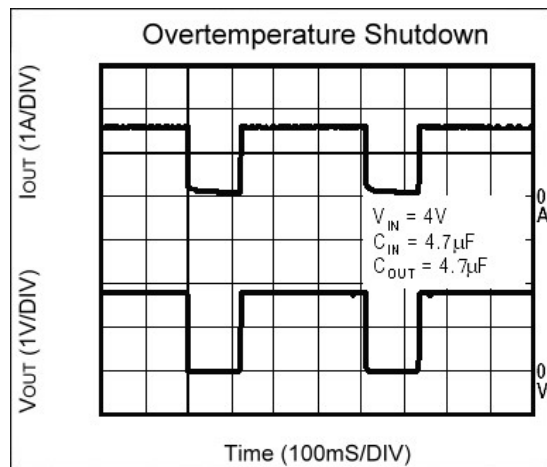 Overtemperature Shutdown
IOUT (1A/DIV)
0
A
VIN = 4V
CIN = 4.7µF
COUT = 4.7µF
VOUT (1V/DIV)
0
V
Time (100mS/DIV)